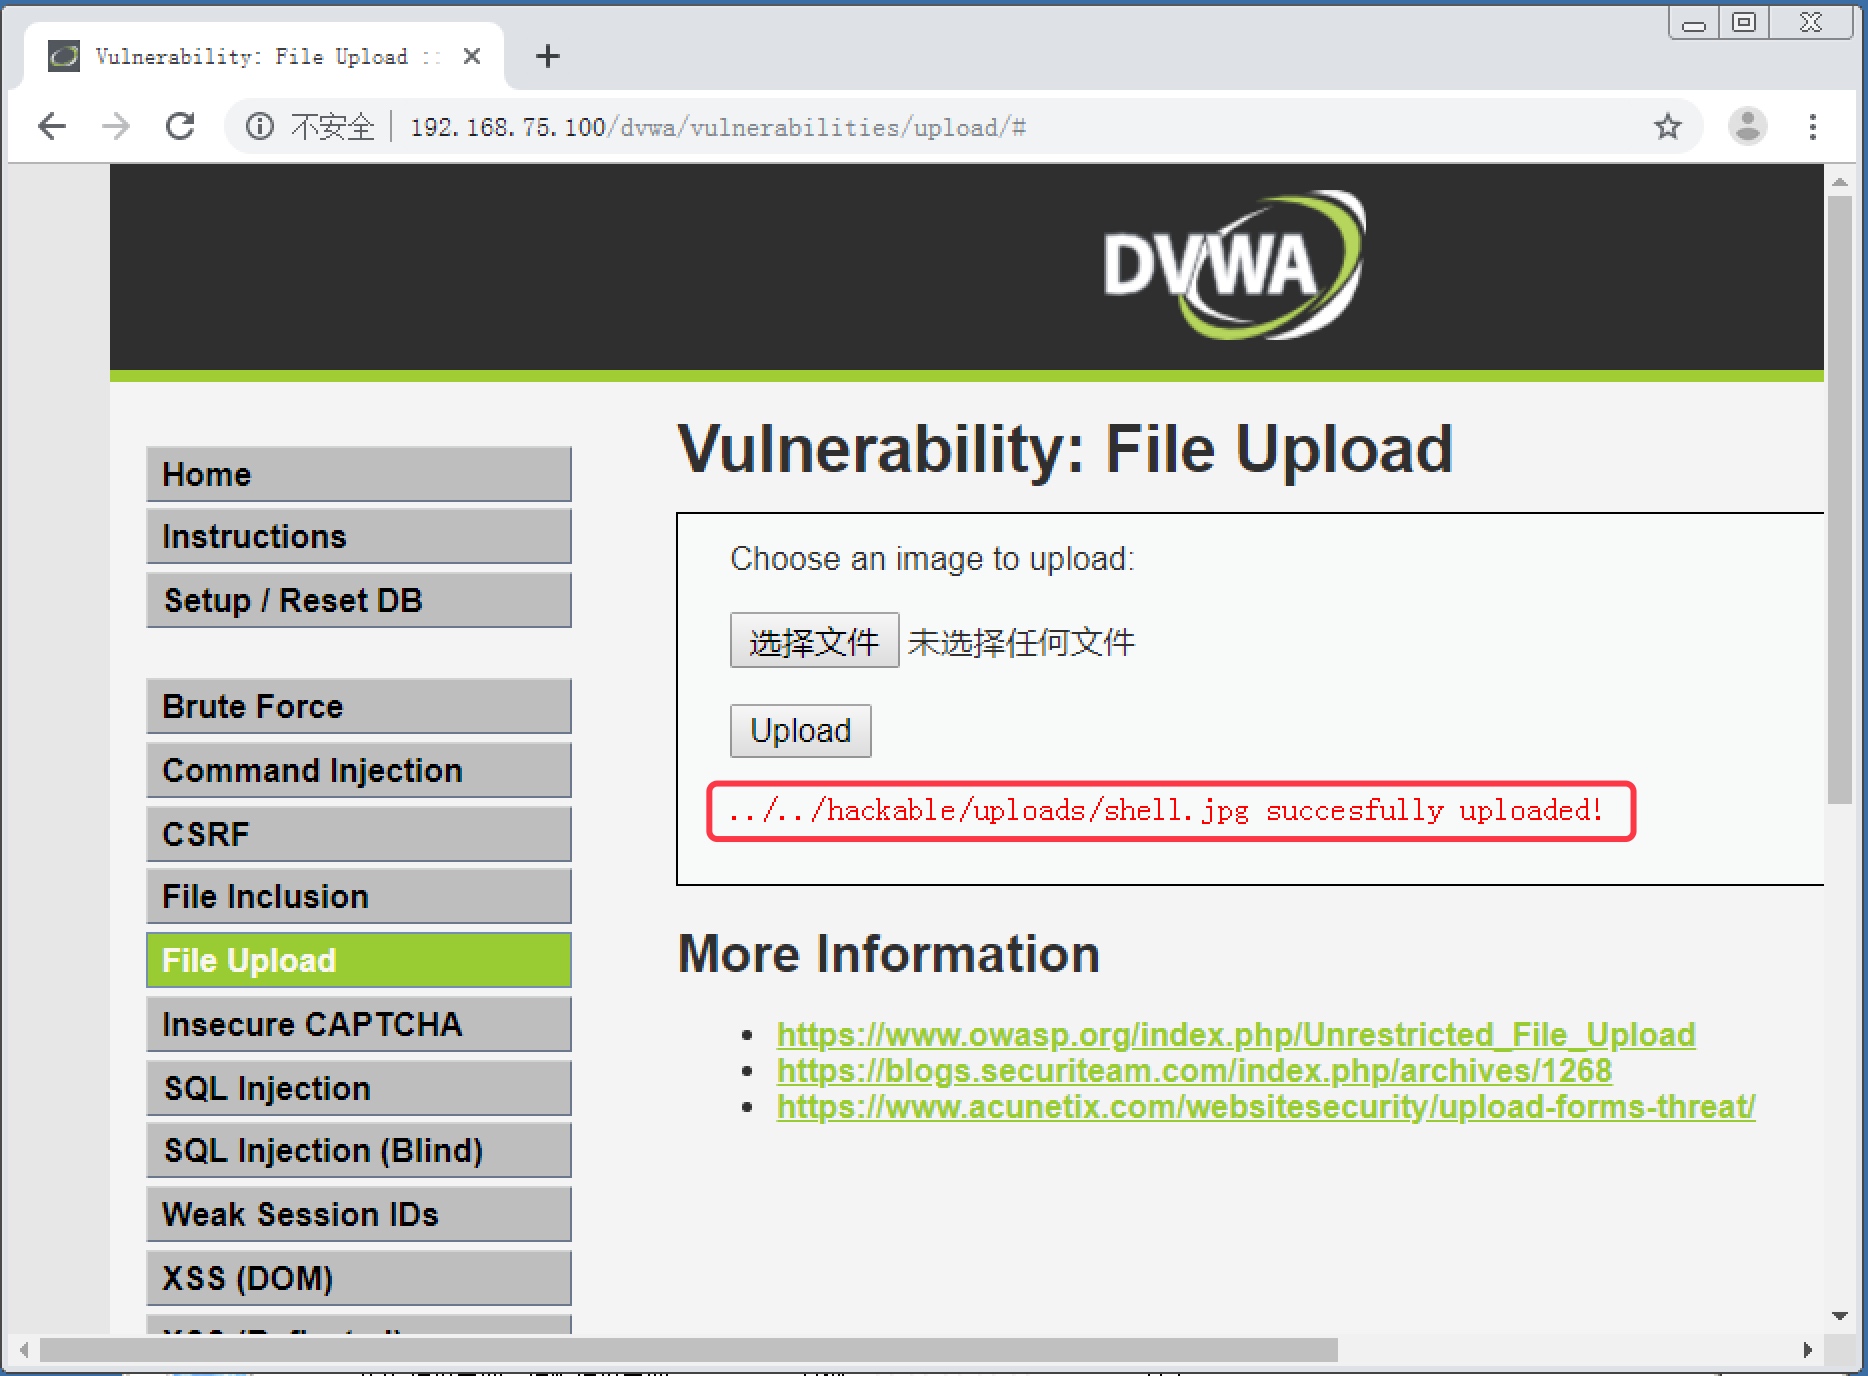 Vulnerability: File Upload ::
不安全 192.168.75.100/dvwa/vulnerabilities/upload/#
DVWA
Vulnerability: File Upload
Home
Instructions
Setup / Reset DB
Brute Force
Command Injection
CSRF
File Inclusion
File Upload
Insecure CAPTCHA
SQL Injection
SQL Injection (Blind)
Weak Session IDs
XSS (DOM)
Choose an image to upload:
选择文件 未选择任何文件
Upload
../../hackable/uploads/shell.jpg succesfully uploaded!
More Information
https://www.owasp.org/index.php/Unrestricted_File_Upload
https://blogs.securiteam.com/index.php/archives/1268
https://www.acunetix.com/websitesecurity/upload-forms-threat/